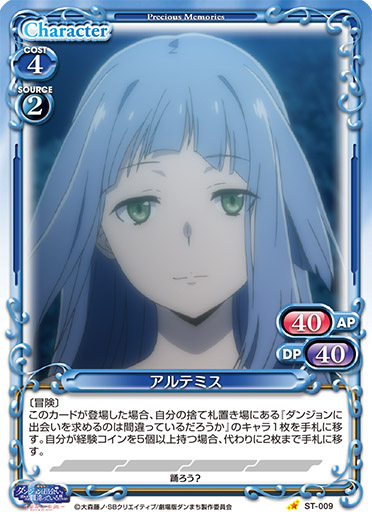 Precious Memories
Character
COST
4
SOURCE
2
40 AP
DP 40
アルテミス
〔冒険〕
このカードが登場した場合、自分の捨て札置き場にある『ダンジョンに
出会いを求めるのは間違っているだろうか』のキャラ1枚を手札に移
す。自分が経験コインを5個以上持つ場合、代わりに2枚まで手札に移
す。
踊ろう?
©大森藤ノ・SBクリエイティブ/劇場版ダンまち製作委員会
ST-009